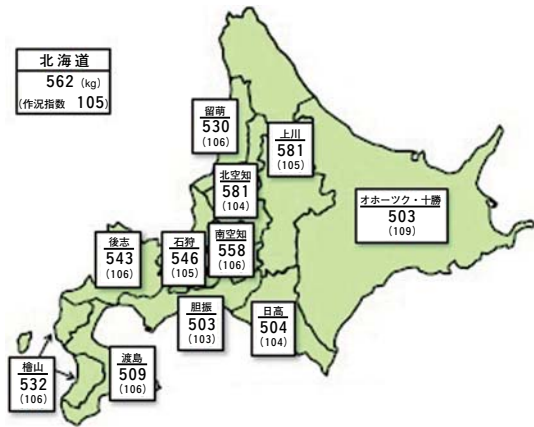 北海道
562 (kg)
(作況指数 105)
留萌
530
(106)
上川
581
(105)
北空知
581
(104)
オホーツク・十勝
503
(109)
後志
543
(106)
石狩
546
(105)
南空知
558
(106)
胆振
503
(103)
日高
504
(104)
檜山
532
(106)
渡島
509
(106)